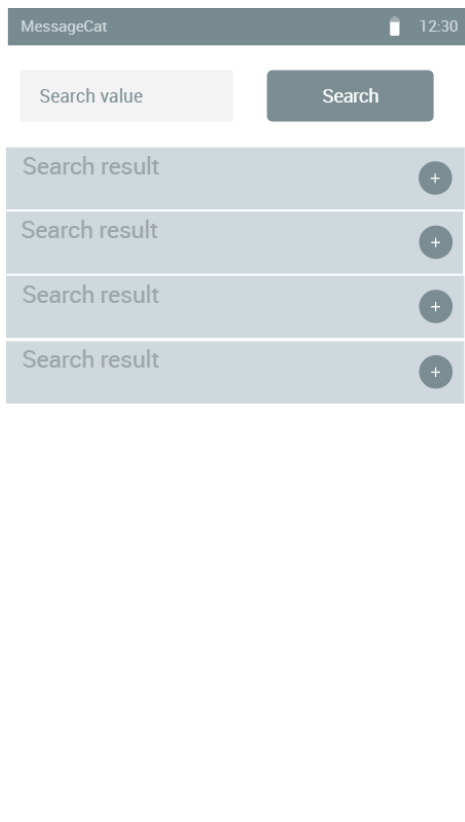 MessageCat 12:30
Search value Search
Search result
+
Search result
+
Search result
+
Search result
+